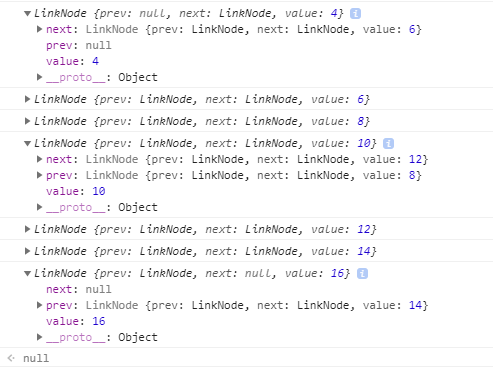 LinkNode {prev: null, next: LinkNode, value: 4} i
next: LinkNode {prev: LinkNode, next: LinkNode, value: 6}
prev: null
value: 4
__proto__: Object
LinkNode {prev: LinkNode, next: LinkNode, value: 6}
LinkNode {prev: LinkNode, next: LinkNode, value: 8}
LinkNode {prev: LinkNode, next: LinkNode, value: 10} i
next: LinkNode {prev: LinkNode, next: LinkNode, value: 12}
prev: LinkNode {prev: LinkNode, next: LinkNode, value: 8}
value: 10
__proto__: Object
LinkNode {prev: LinkNode, next: LinkNode, value: 12}
LinkNode {prev: LinkNode, next: LinkNode, value: 14}
LinkNode {prev: LinkNode, next: null, value: 16} i
next: null
prev: LinkNode {prev: LinkNode, next: LinkNode, value: 14}
value: 16
__proto__: Object
null